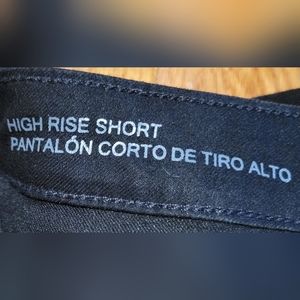 HIGH RISE SHORT
PANTALÓN CORTO DE TIRO ALTO